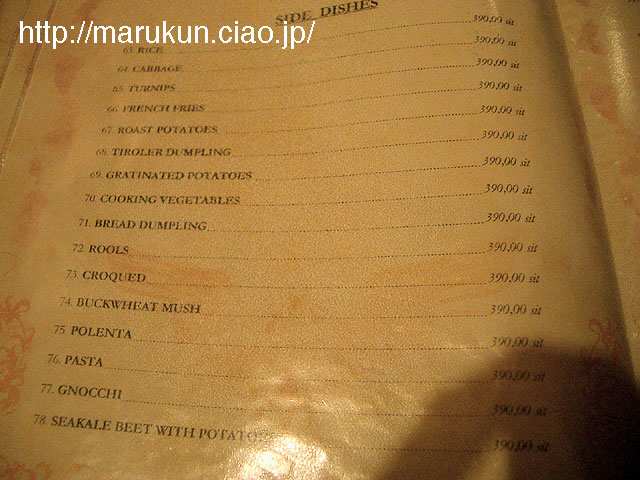 http://marukun.ciao.jp/
SIDE DISHES
63. RICE 390,00 sit
64. CABBAGE 390,00 sit
65. TURNIPS 390,00 sit
66. FRENCH FRIES 390,00 sit
67. ROAST POTATOES 390,00 sit
68. TIROLER DUMPLING 390,00 sit
69. GRATINATED POTATOES 390,00 sit
70. COOKING VEGETABLES 390,00 sit
71. BREAD DUMPLING 390,00 sit
72. ROOLS 390,00 sit
73. CROQUED 390,00 sit
74. BUCKWHEAT MUSH 390,00 sit
75. POLENTA 390,00 sit
76. PASTA 390,00 sit
77. GNOCCHI 390,00 sit
78. SEAKALE BEET WITH 390,00 sit